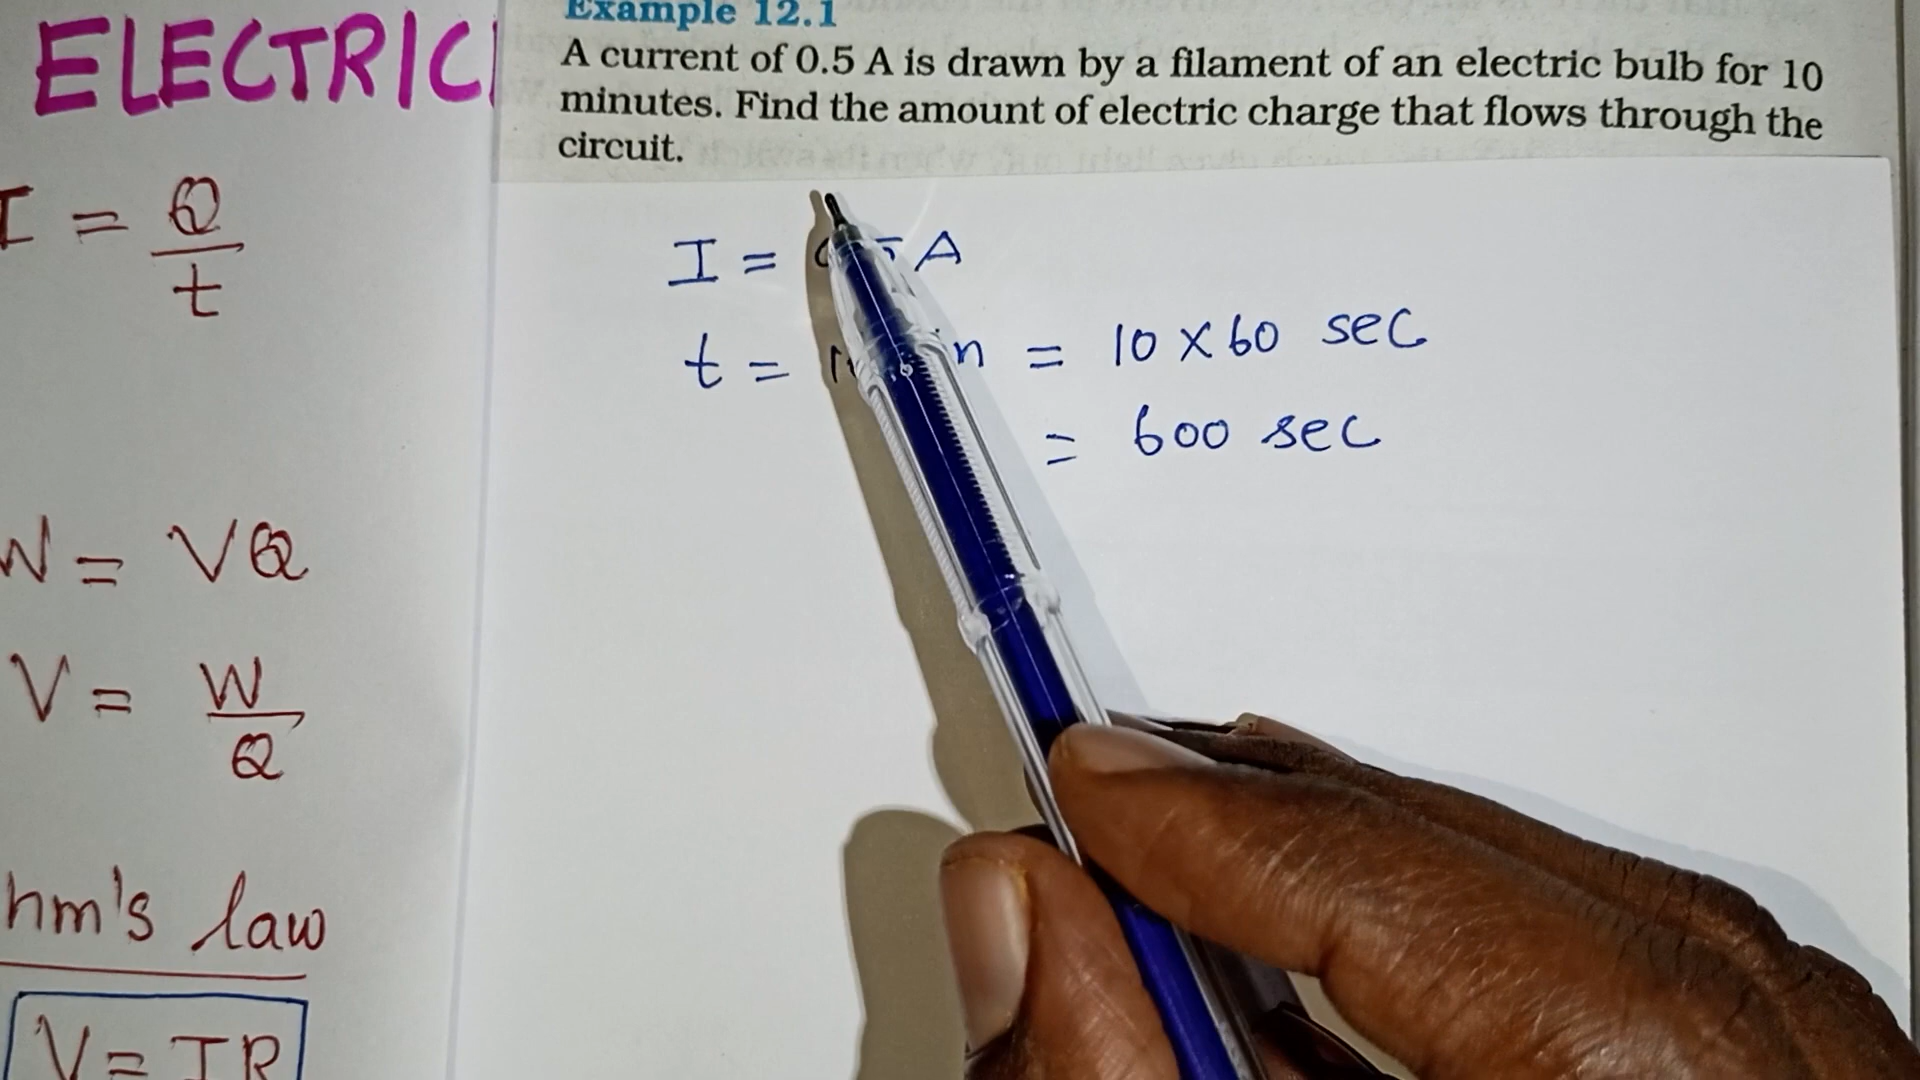 ELECTRIC
I = Q
t
W = VQ
V = W
Q
hm's law
V = IR
Example 12.1
A current of 0.5 A is drawn by a filament of an electric bulb for 10
minutes. Find the amount of electric charge that flows through the
circuit.
I = A
t = = 10 × 60 sec
= 600 sec